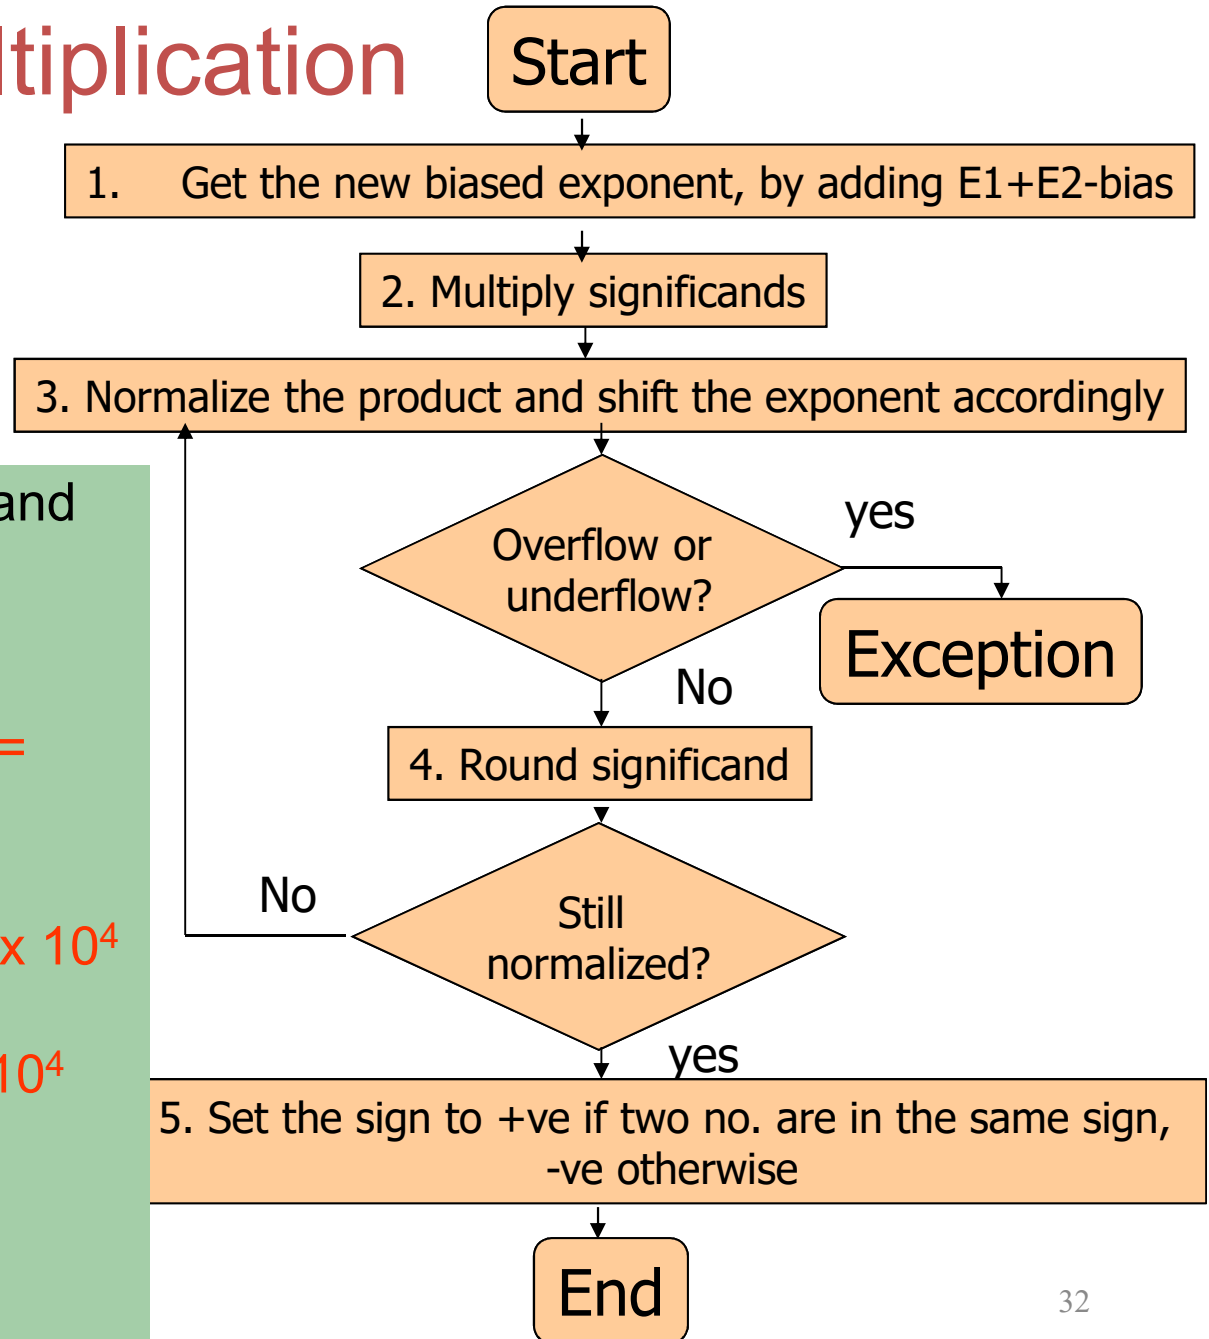 ltiplication
Start
1. Get the new biased exponent, by adding E1+E2-bias
2. Multiply significands
3. Normalize the product and shift the exponent accordingly
and
=
x 10⁴
10⁴
Overflow or
underflow?
yes
Exception
No
4. Round significand
Still
normalized?
No
yes
5. Set the sign to +ve if two no. are in the same sign,
-ve otherwise
End
32